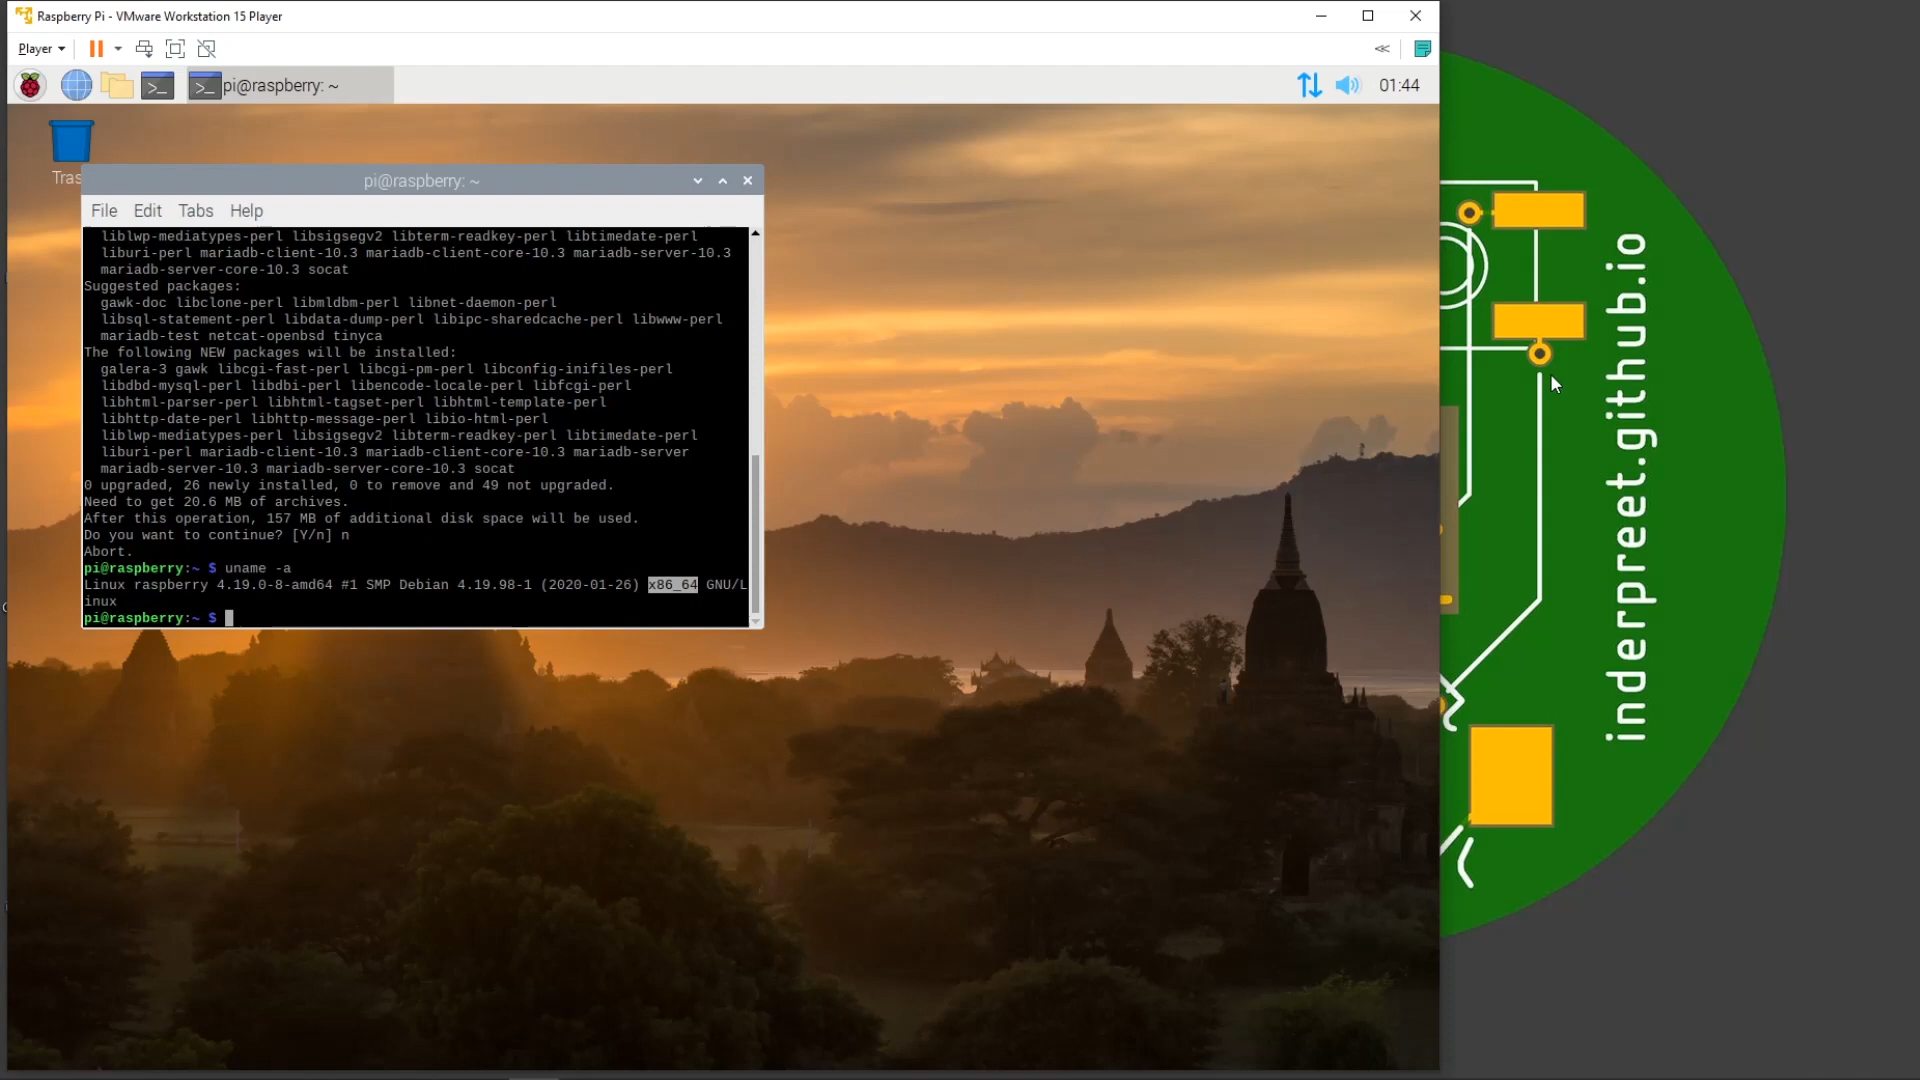 Raspberry Pi - VMware Workstation 15 Player
Player
pi@raspberry: ~
01:44
Tras
pi@raspberry: ~
File Edit Tabs Help
liblwp-mediatypes-perl libsigsegv2 libterm-readkey-perl libtimedate-perl
liburi-perl mariadb-client-10.3 mariadb-client-core-10.3 mariadb-server-10.3
mariadb-server-core-10.3 socat
Suggested packages:
gawk-doc libclone-perl libmldbm-perl libnet-daemon-perl
libsql-statement-perl libdata-dump-perl libipc-sharedcache-perl libwww-perl
mariadb-test netcat-openbsd tinyca
The following NEW packages will be installed:
galera-3 gawk libcgi-fast-perl libcgi-pm-perl libconfig-inifiles-perl
libdbd-mysql-perl libdbi-perl libencode-locale-perl libfcgi-perl
libhtml-parser-perl libhtml-tagset-perl libhtml-template-perl
libhttp-date-perl libhttp-message-perl libio-html-perl
liblwp-mediatypes-perl libsigsegv2 libterm-readkey-perl libtimedate-perl
liburi-perl mariadb-client-10.3 mariadb-client-core-10.3 mariadb-server
mariadb-server-10.3 mariadb-server-core-10.3 socat
0 upgraded, 26 newly installed, 0 to remove and 49 not upgraded.
Need to get 20.6 MB of archives.
After this operation, 157 MB of additional disk space will be used.
Do you want to continue? [Y/n] n
Abort.
pi@raspberry:~ $ uname -a
Linux raspberry 4.19.0-8-amd64 #1 SMP Debian 4.19.98-1 (2020-01-26) x86_64 GNU/L
inux
pi@raspberry:~ $
inderpreet.github.io